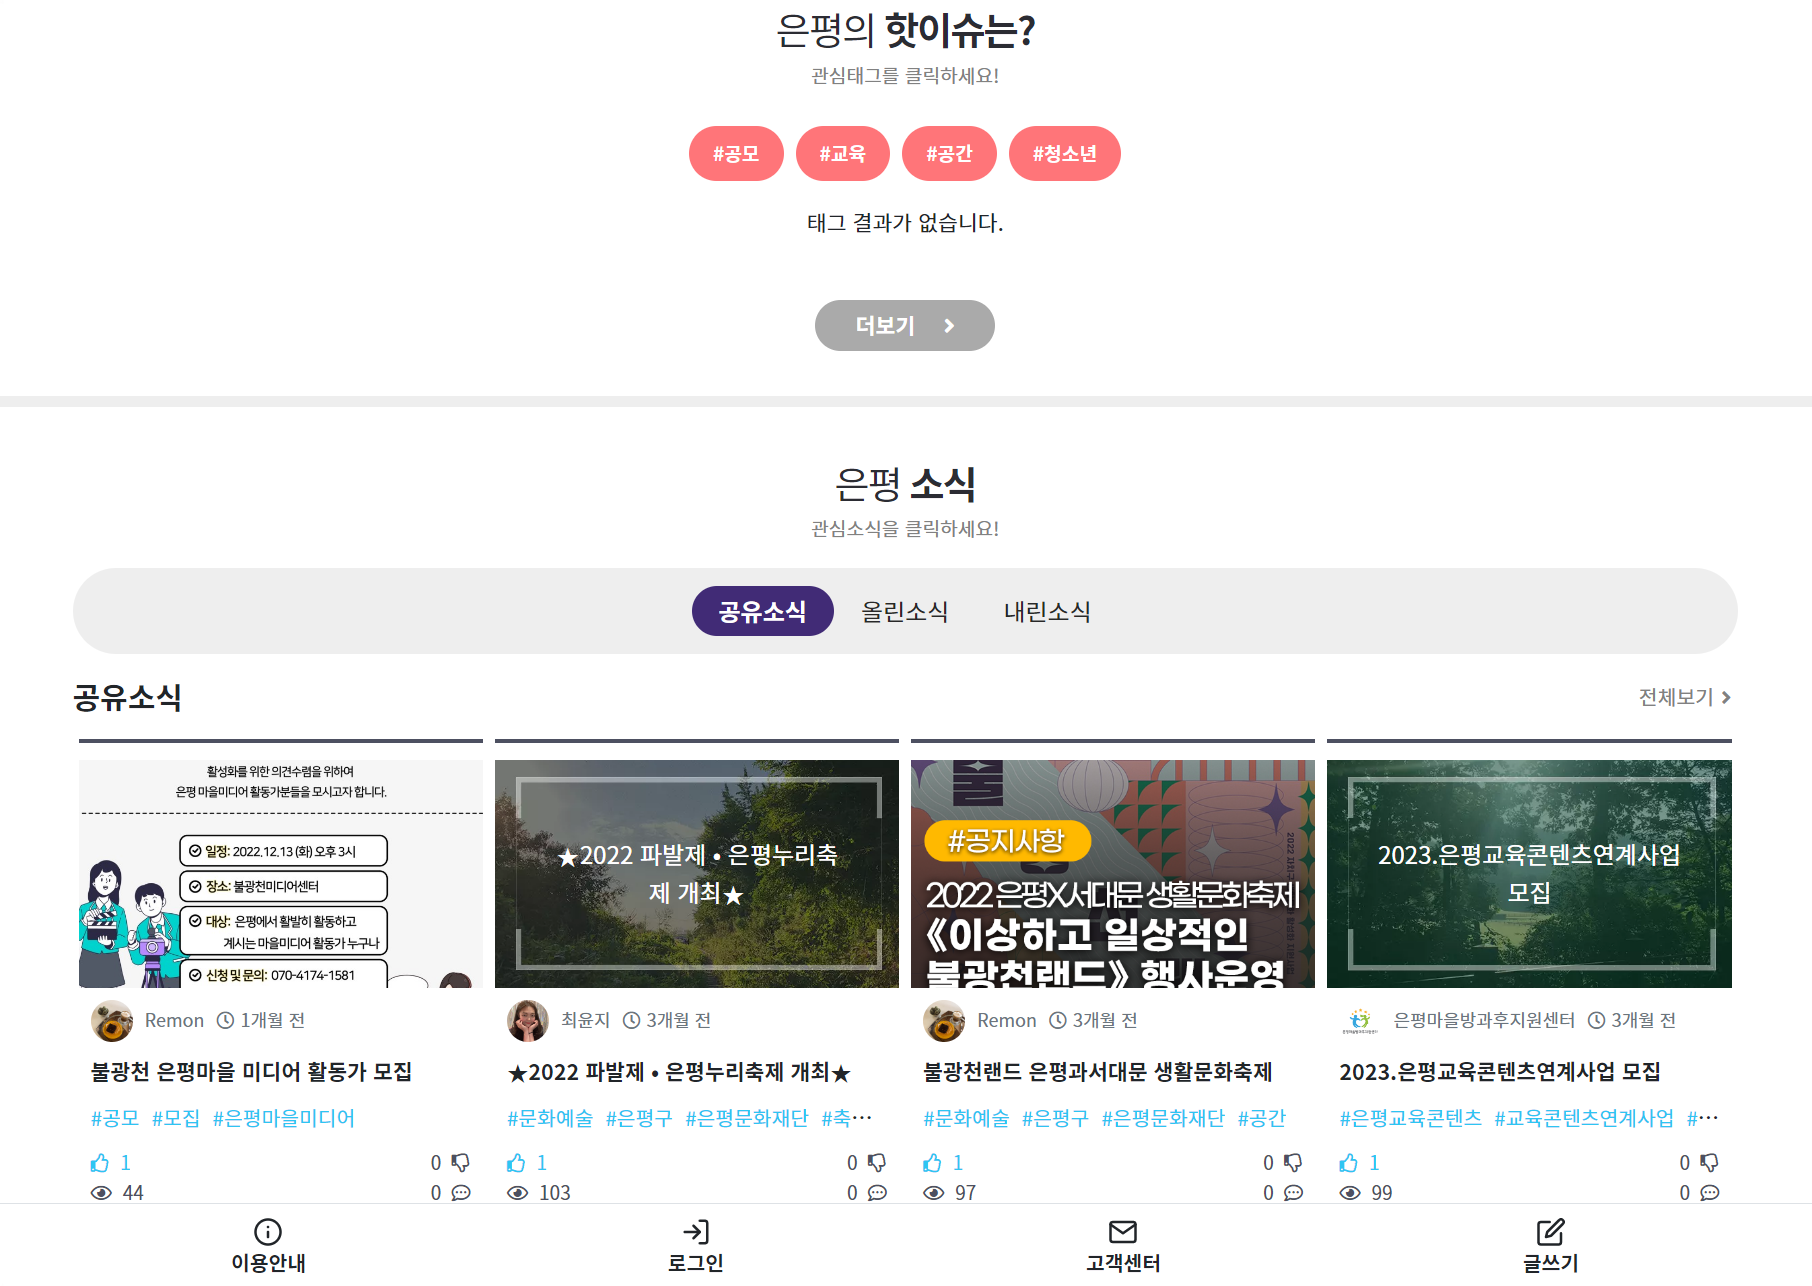 은평의 핫이슈는?
관심태그를 클릭하세요!
#공모 #교육 #공간 #청소년
태그 결과가 없습니다.
더보기
은평 소식
관심소식을 클릭하세요!
공유소식 올린소식 내린소식
공유소식
전체보기
활성화를 위한 의견수렴을 위하여
은평 마을미디어 활동가분들을 모시고자 합니다.
일정: 2022.12.13 (화) 오후 3시
장소: 불광천미디어센터
대상: 은평에서 활발히 활동하고
계시는 마을미디어 활동가 누구나
신청 및 문의: 070-4174-1581
Remon 1개월 전
불광천 은평마을 미디어 활동가 모집
#공모 #모집 #은평마을미디어
1 0
44 0
★2022 파발제 • 은평누리축
제 개최★
최윤지 3개월 전
★2022 파발제 • 은평누리축제 개최★
#문화예술 #은평구 #은평문화재단 #축…
1 0
103 0
#공지사항
2022 은평X서대문 생활문화축제
《이상하고 일상적인
불광천랜드》 행사운영
Remon 3개월 전
불광천랜드 은평과서대문 생활문화축제
#문화예술 #은평구 #은평문화재단 #공간
1 0
97 0
2023.은평교육콘텐츠연계사업
모집
은평마을방과후지원센터 3개월 전
2023.은평교육콘텐츠연계사업 모집
#은평교육콘텐츠 #교육콘텐츠연계사업 #…
1 0
99 0
이용안내 로그인 고객센터 글쓰기